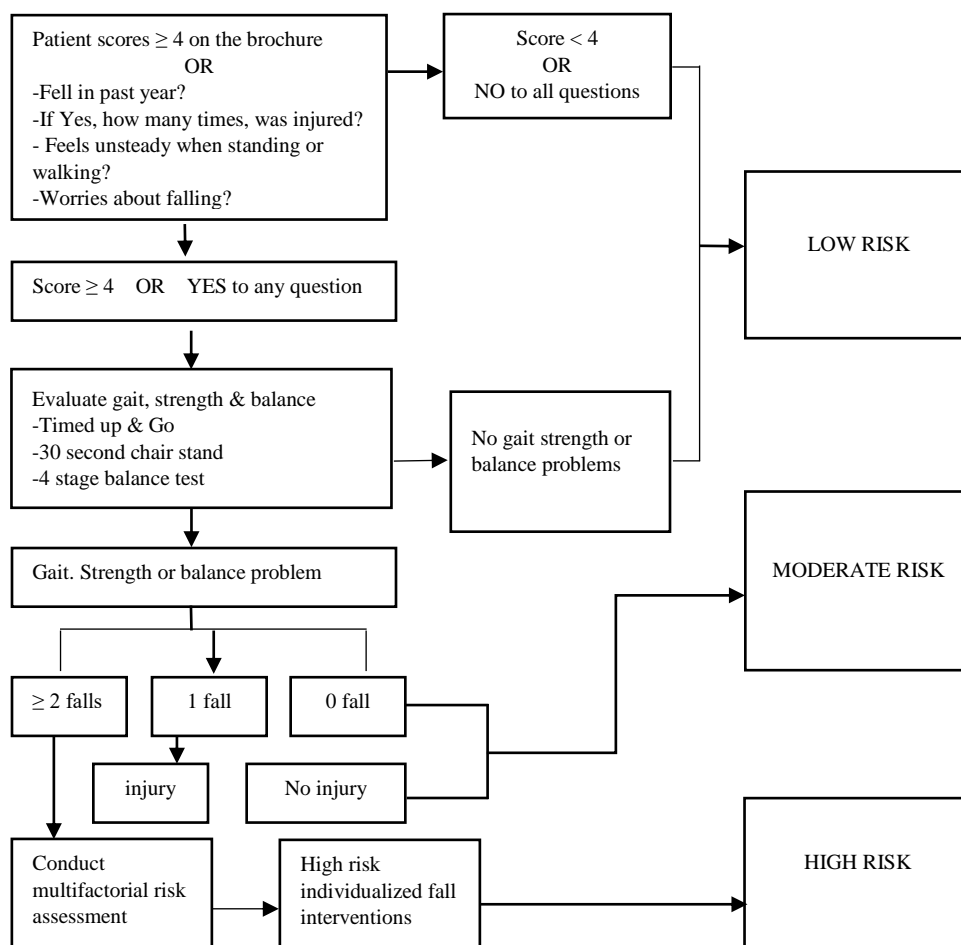 Patient scores ≥ 4 on the brochure
OR
-Fell in past year?
-If Yes, how many times, was injured?
- Feels unsteady when standing or
walking?
-Worries about falling?
Score < 4
OR
NO to all questions
LOW RISK
Score ≥ 4 OR YES to any question
Evaluate gait, strength & balance
-Timed up & Go
-30 second chair stand
-4 stage balance test
No gait strength or
balance problems
Gait. Strength or balance problem
MODERATE RISK
≥ 2 falls
1 fall
0 fall
injury
No injury
Conduct
multifactorial risk
assessment
High risk
individualized fall
interventions
HIGH RISK